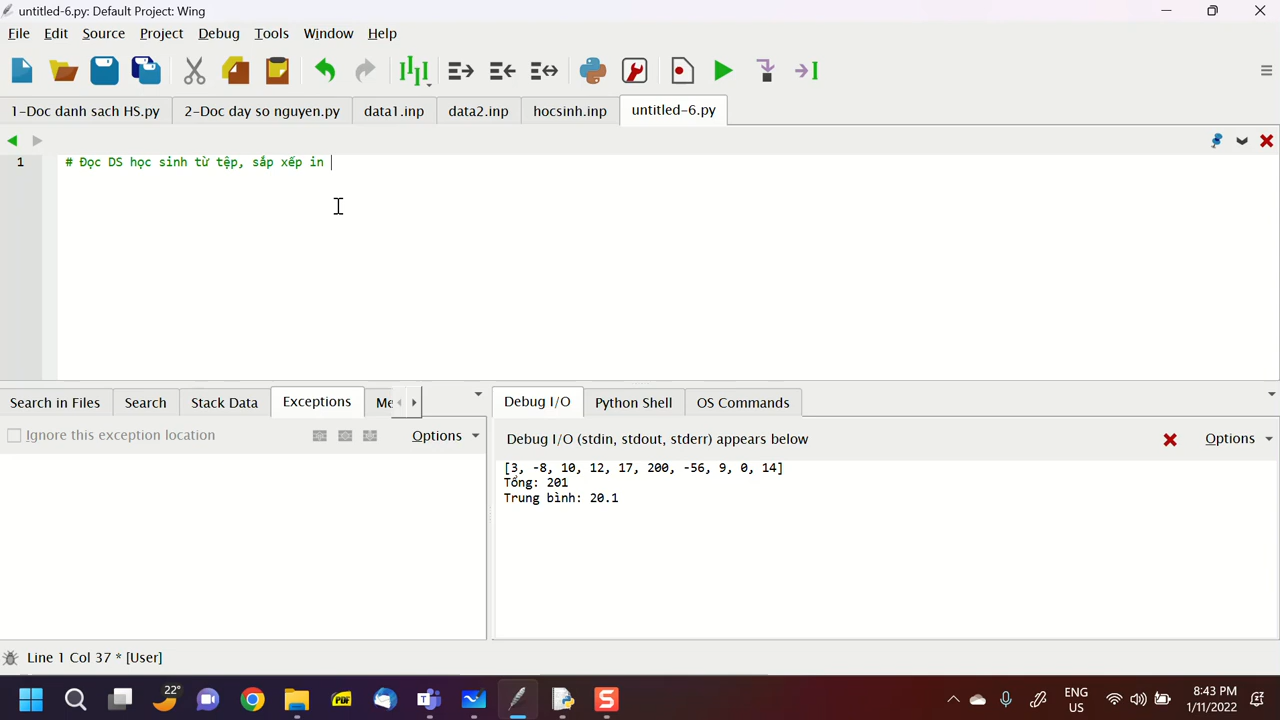 untitled-6.py: Default Project: Wing
File Edit Source Project Debug Tools Window Help
1-Doc danh sach HS.py 2-Doc day so nguyen.py data1.inp data2.inp hocsinh.inp untitled-6.py
1 # Đọc DS học sinh từ tệp, sắp xếp in
Search in Files Search Stack Data Exceptions Me
Debug I/O Python Shell OS Commands
Ignore this exception location Options
Debug I/O (stdin, stdout, stderr) appears below Options
[3, -8, 10, 12, 17, 200, -56, 9, 0, 14]
Tổng: 201
Trung bình: 20.1
Line 1 Col 37 * [User]
22°
PDF
S
ENG
US
8:43 PM
1/11/2022